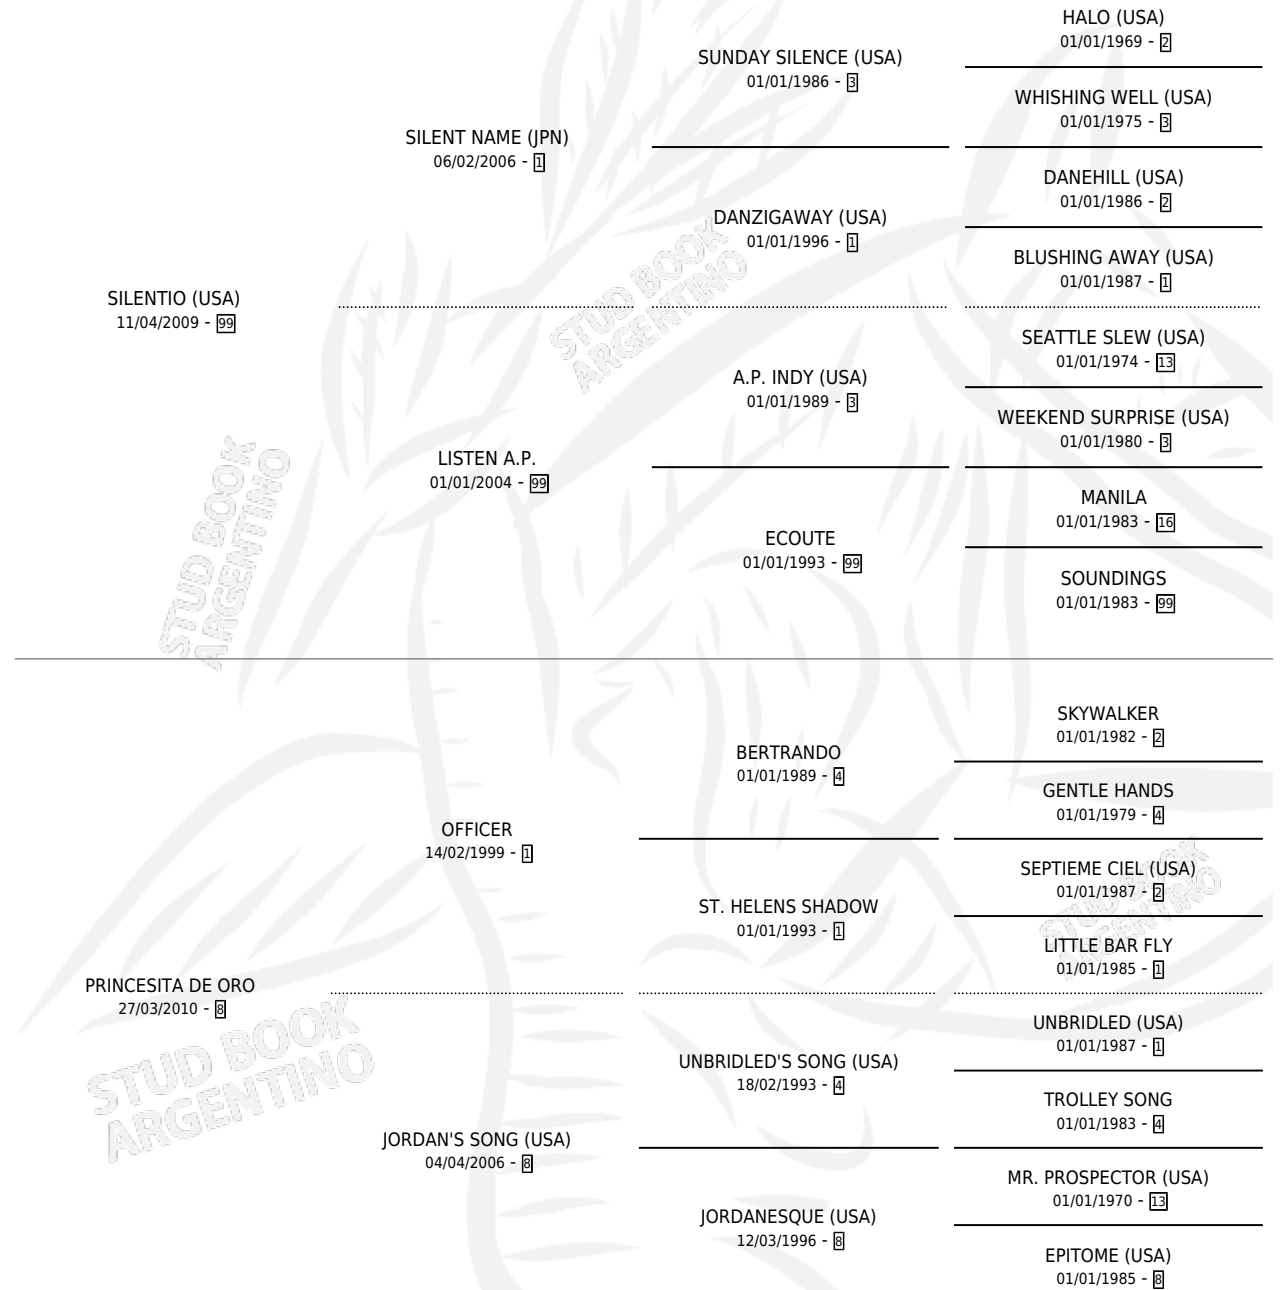 HALO (USA)
01/01/1969 - 2
SUNDAY SILENCE (USA)
01/01/1986 - 3
WHISHING WELL (USA)
01/01/1975 - 3
SILENT NAME (JPN)
06/02/2006 - 1
DANEHILL (USA)
01/01/1986 - 2
DANZIGAWAY (USA)
01/01/1996 - 1
BLUSHING AWAY (USA)
01/01/1987 - 1
SILENTIO (USA)
11/04/2009 - 99
SEATTLE SLEW (USA)
01/01/1974 - 13
A.P. INDY (USA)
01/01/1989 - 3
WEEKEND SURPRISE (USA)
01/01/1980 - 3
LISTEN A.P.
01/01/2004 - 99
MANILA
01/01/1983 - 16
ECOUTE
01/01/1993 - 99
SOUNDINGS
01/01/1983 - 99
SKYWALKER
01/01/1982 - 2
BERTRANDO
01/01/1989 - 4
GENTLE HANDS
01/01/1979 - 4
OFFICER
14/02/1999 - 1
SEPTIEME CIEL (USA)
01/01/1987 - 2
ST. HELENS SHADOW
01/01/1993 - 1
LITTLE BAR FLY
01/01/1985 - 1
PRINCESITA DE ORO
27/03/2010 - 8
UNBRIDLED (USA)
01/01/1987 - 1
UNBRIDLED'S SONG (USA)
18/02/1993 - 4
TROLLEY SONG
01/01/1983 - 4
JORDAN'S SONG (USA)
04/04/2006 - 8
MR. PROSPECTOR (USA)
01/01/1970 - 13
JORDANESQUE (USA)
12/03/1996 - 8
EPITOME (USA)
01/01/1985 - 8
STUD BOOK
ARGENTINO
STUD BOOK
ARGENTINO
STUD BOOK
ARGENTINO
STUD BOOK
ARGENTINO